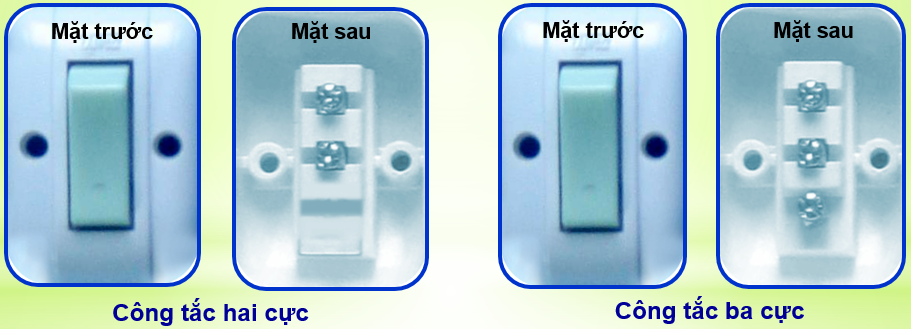 Mặt trước
Mặt sau
Mặt trước
Mặt sau
Công tắc hai cực
Công tắc ba cực